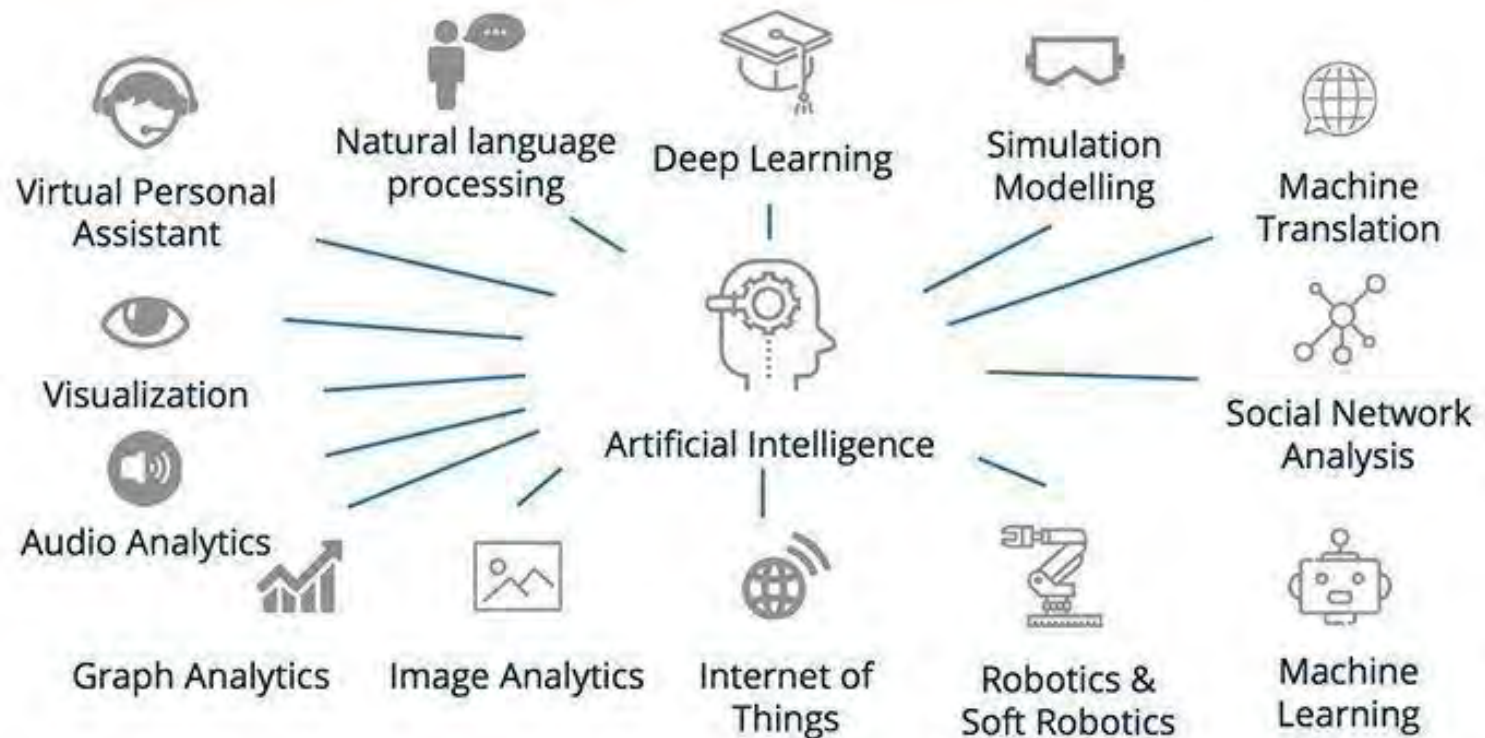 Natural language
processing
Deep Learning
Simulation
Modelling
Machine
Translation
Virtual Personal
Assistant
Visualization
Artificial Intelligence
Social Network
Analysis
Audio Analytics
Graph Analytics
Image Analytics
Internet of
Things
Robotics &
Soft Robotics
Machine
Learning